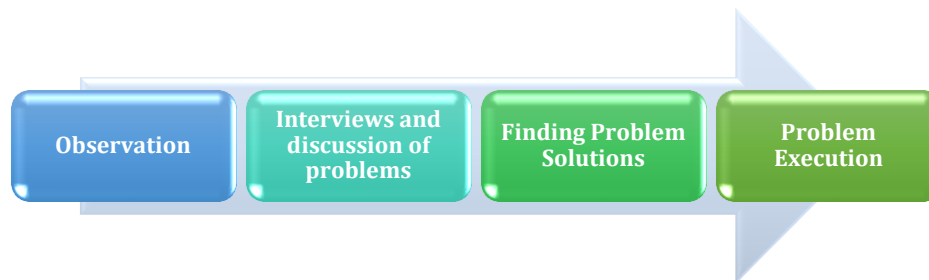 Observation
Interviews and
discussion of
problems
Finding Problem
Solutions
Problem
Execution